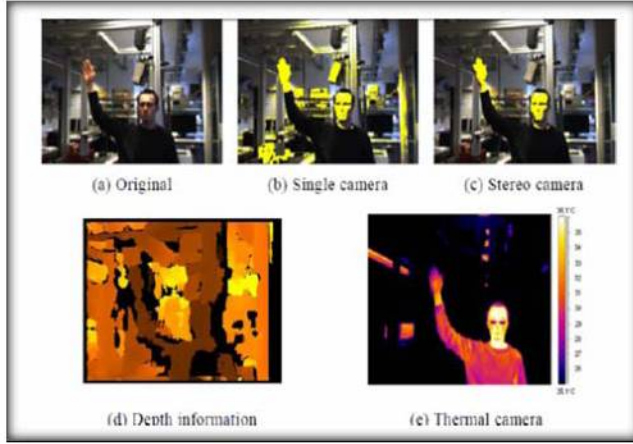 (a) Original
(b) Single camera
(c) Stereo camera
(d) Depth information
(e) Thermal camera